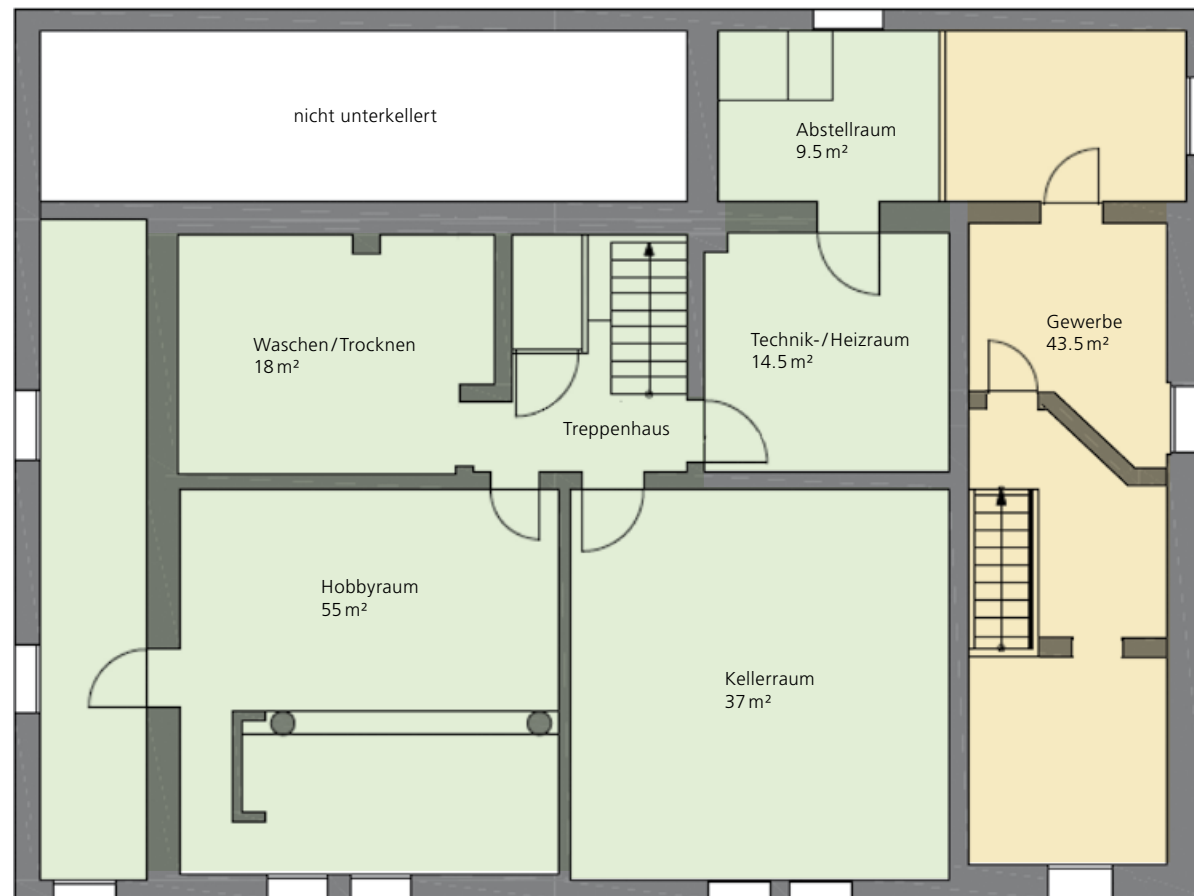 nicht unterkellert
Abstellraum
9.5 m²
Waschen/Trocknen
18 m²
Technik-/Heizraum
14.5 m²
Gewerbe
43.5 m²
Treppenhaus
Hobbyraum
55 m²
Kellerraum
37 m²